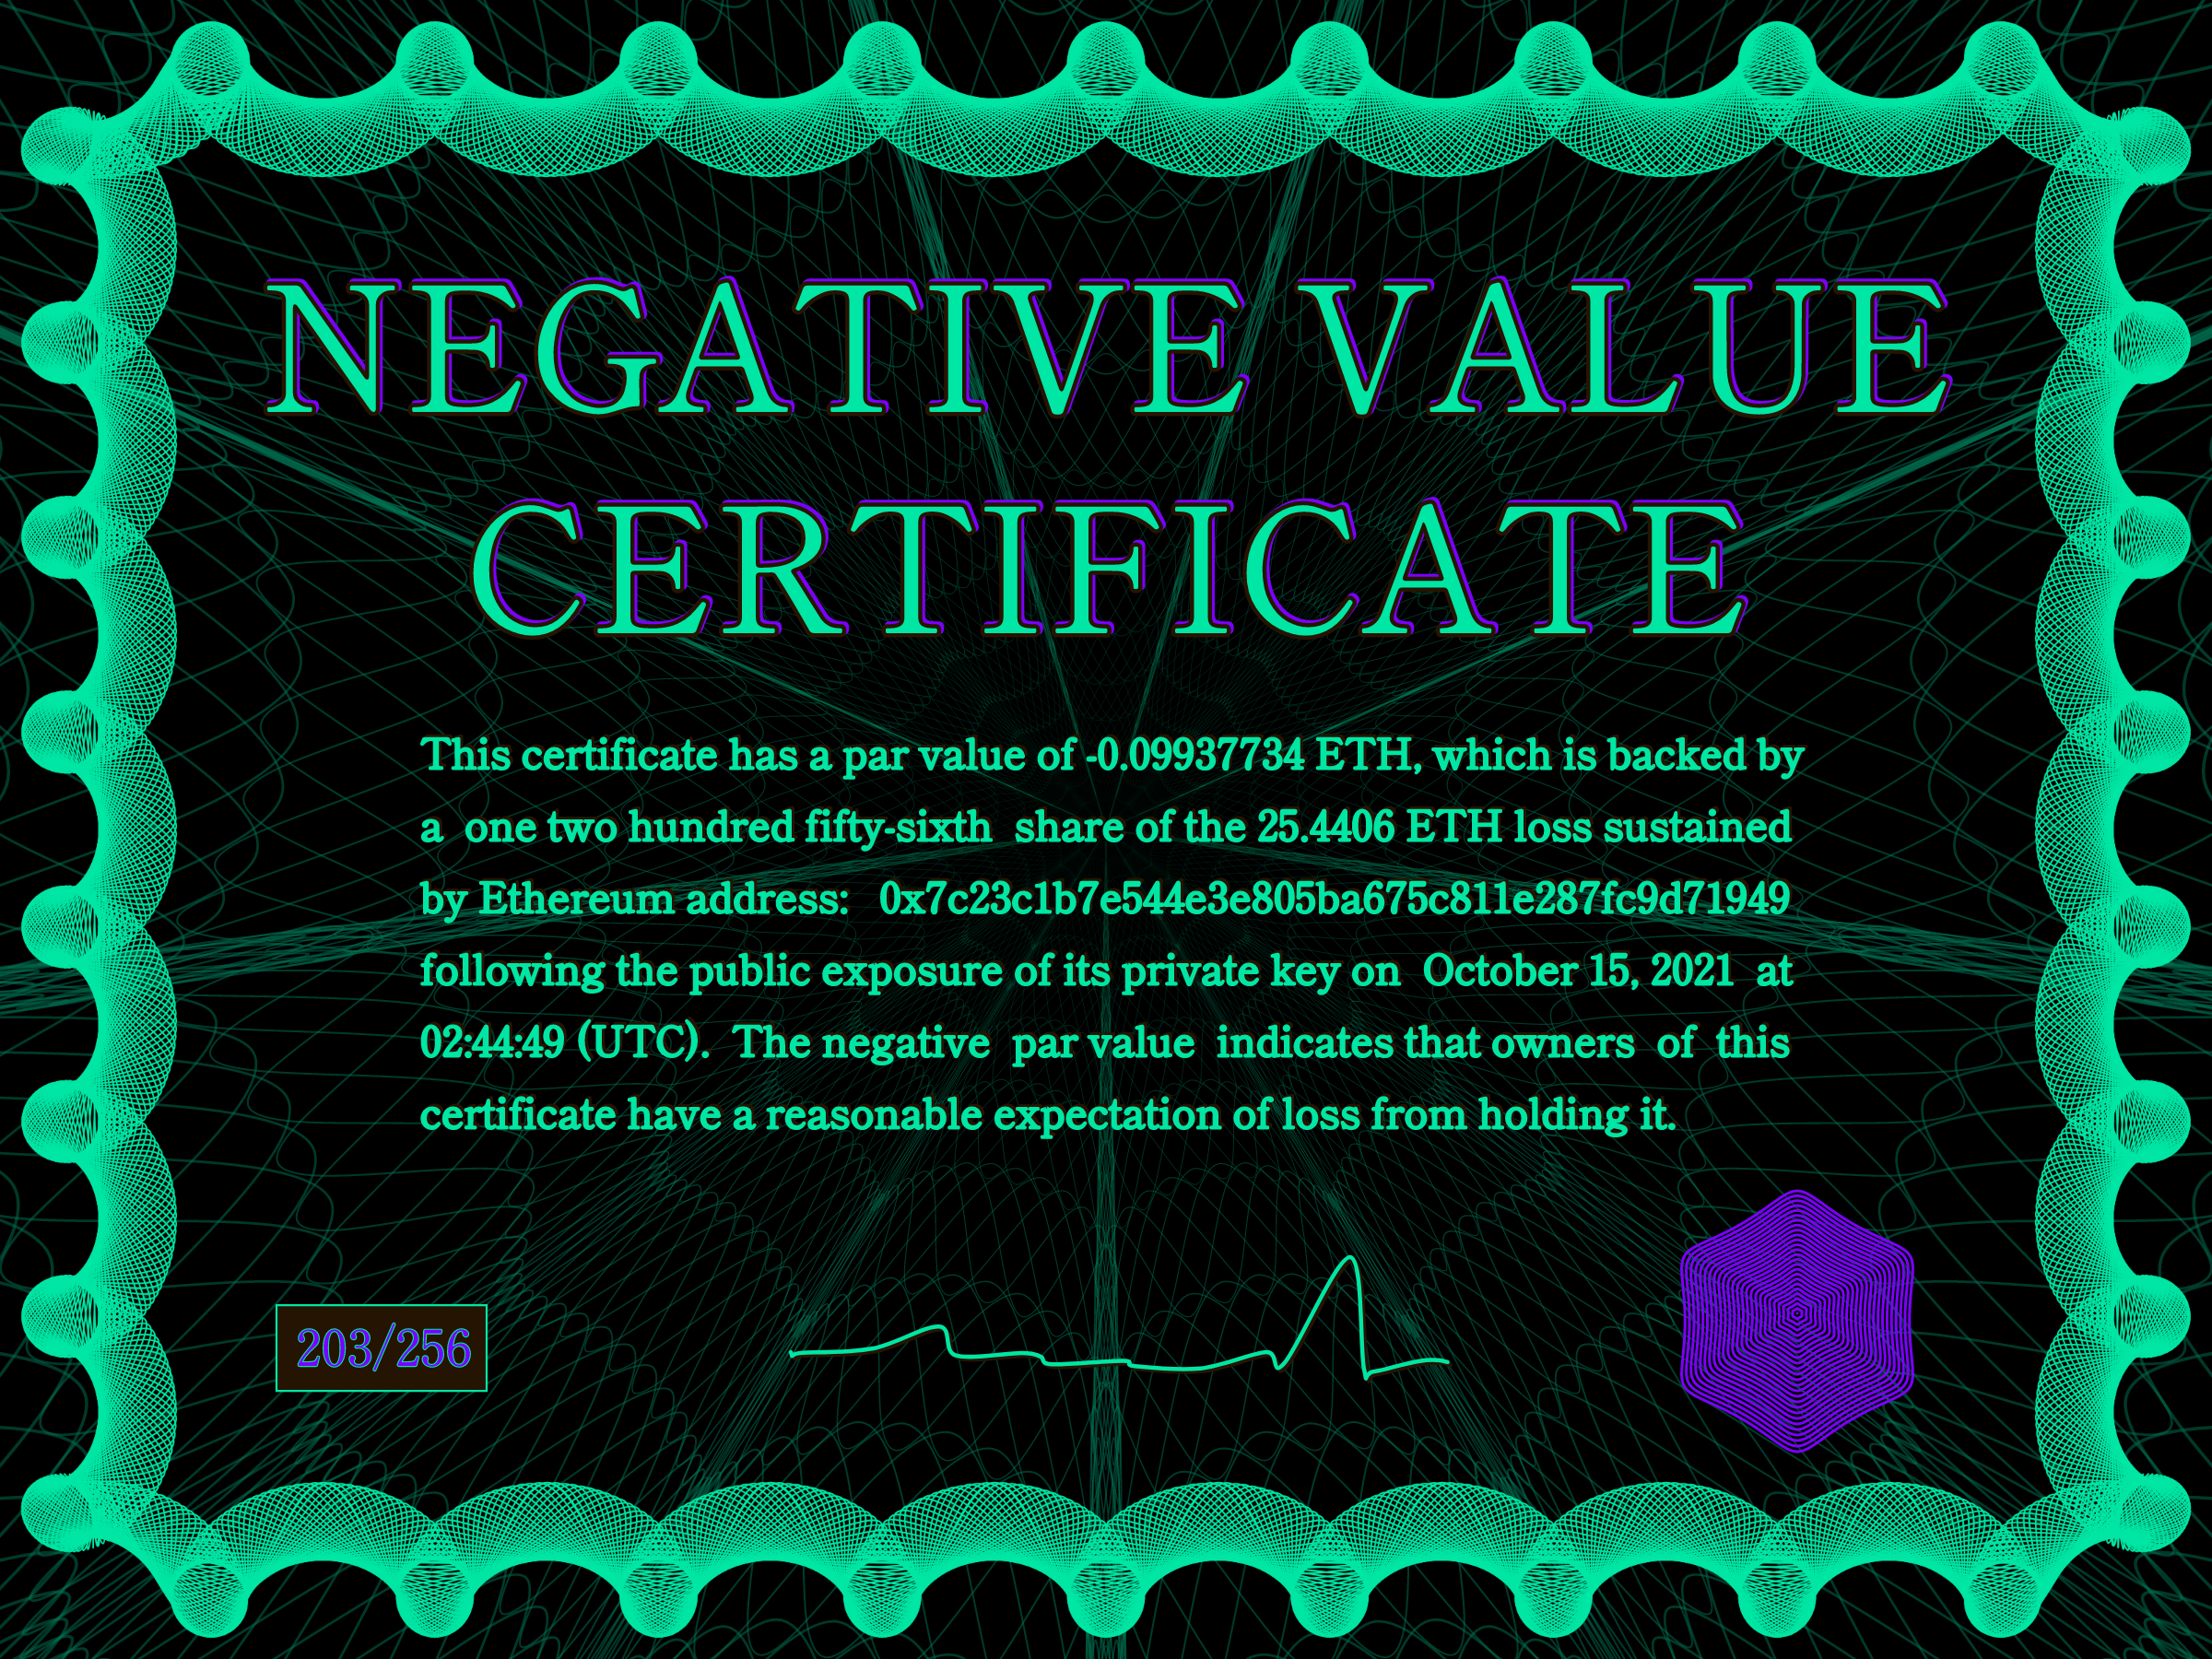 NEGATIVE VALUE
CERTIFICATE
This certificate has a par value of -0.09937734 ETH, which is backed by
a one two hundred fifty-sixth share of the 25.4406 ETH loss sustained
by Ethereum address: 0x7c23c1b7e544e3e805ba675c811e287fc9d71949
following the public exposure of its private key on October 15, 2021 at
02:44:49 (UTC). The negative par value indicates that owners of this
certificate have a reasonable expectation of loss from holding it.
203/256